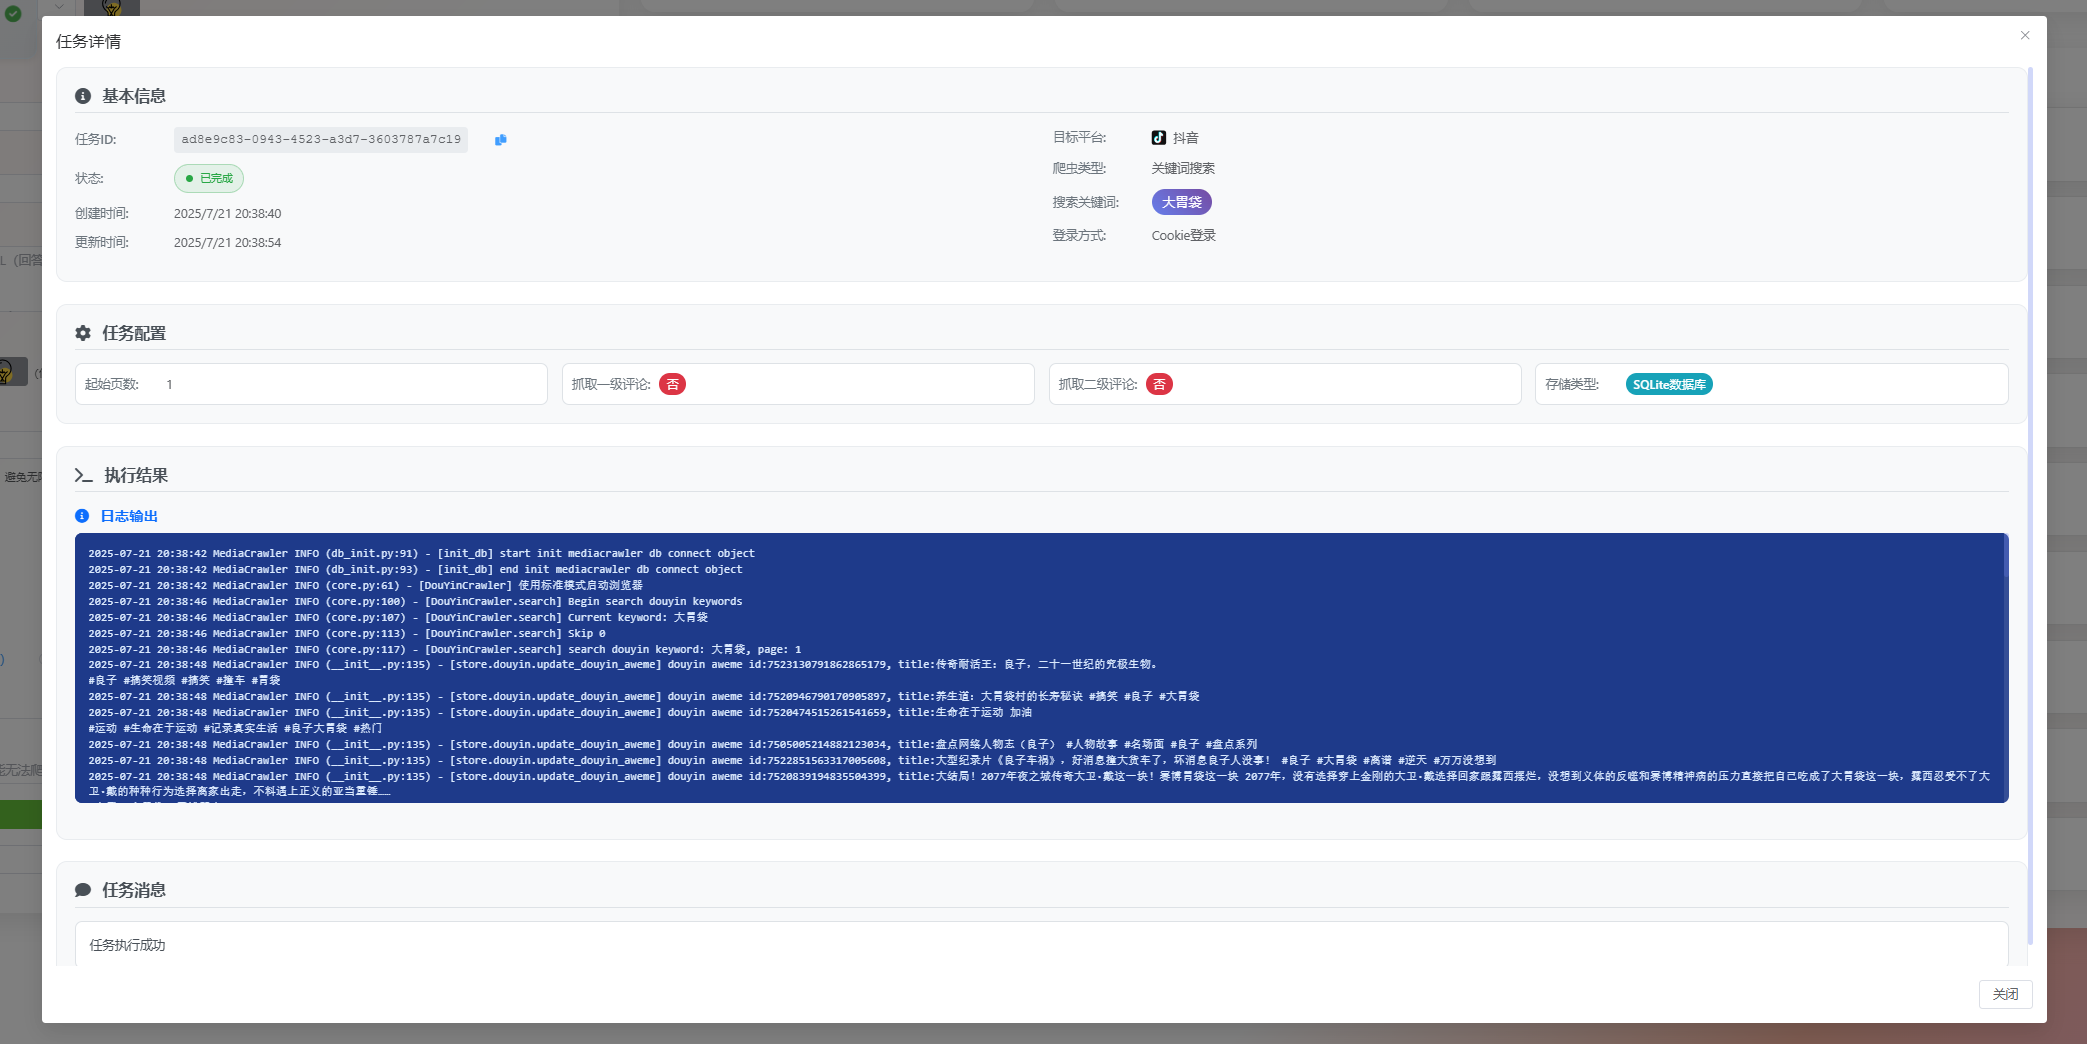 任务详情
基本信息
任务ID: ad8e9c83-0943-4523-a3d7-3603787a7c19
状态: 已完成
创建时间: 2025/7/21 20:38:40
更新时间: 2025/7/21 20:38:54
目标平台: 抖音
爬虫类型: 关键词搜索
搜索关键词: 大胃袋
登录方式: Cookie登录
任务配置
起始页数: 1
抓取一级评论: 否
抓取二级评论: 否
存储类型: SQLite数据库
执行结果
日志输出
2025-07-21 20:38:42 MediaCrawler INFO (db_init.py:91) - [init_db] start init mediacrawler db connect object
2025-07-21 20:38:42 MediaCrawler INFO (db_init.py:93) - [init_db] end init mediacrawler db connect object
2025-07-21 20:38:42 MediaCrawler INFO (core.py:61) - [DouYinCrawler] 使用标准模式启动浏览器
2025-07-21 20:38:46 MediaCrawler INFO (core.py:100) - [DouYinCrawler.search] Begin search douyin keywords
2025-07-21 20:38:46 MediaCrawler INFO (core.py:107) - [DouYinCrawler.search] Current keyword: 大胃袋
2025-07-21 20:38:46 MediaCrawler INFO (core.py:113) - [DouYinCrawler.search] Skip 0
2025-07-21 20:38:46 MediaCrawler INFO (core.py:117) - [DouYinCrawler.search] search douyin keyword: 大胃袋, page: 1
2025-07-21 20:38:48 MediaCrawler INFO (__init__.py:135) - [store.douyin.update_douyin_aweme] douyin aweme id:7523130791862865179, title:传奇耐活王：良子，二十一世纪的究极生物。
#良子 #搞笑视频 #搞笑 #撞车 #胃袋
2025-07-21 20:38:48 MediaCrawler INFO (__init__.py:135) - [store.douyin.update_douyin_aweme] douyin aweme id:7520946790170905897, title:养生道：大胃袋村的长寿秘诀 #搞笑 #良子 #大胃袋
2025-07-21 20:38:48 MediaCrawler INFO (__init__.py:135) - [store.douyin.update_douyin_aweme] douyin aweme id:7520474515261541659, title:生命在于运动 加油
#运动 #生命在于运动 #记录真实生活 #良子大胃袋 #热门
2025-07-21 20:38:48 MediaCrawler INFO (__init__.py:135) - [store.douyin.update_douyin_aweme] douyin aweme id:7505005214882123034, title:盘点网络人物志（良子） #人物故事 #名场面 #良子 #盘点系列
2025-07-21 20:38:48 MediaCrawler INFO (__init__.py:135) - [store.douyin.update_douyin_aweme] douyin aweme id:7522851563317005608, title:大型纪录片《良子车祸》，好消息撞大货车了，坏消息良子人没事！ #良子 #大胃袋 #离谱 #逆天 #万万没想到
2025-07-21 20:38:48 MediaCrawler INFO (__init__.py:135) - [store.douyin.update_douyin_aweme] douyin aweme id:7520839194835504399, title:大结局！2077年夜之城传奇大卫·戴这一块！赛博胃袋这一块 2077年，没有选择穿上金刚的大卫·戴选择回家跟露西摆烂，没想到义体的反噬和赛博精神病的压力直接把自己吃成了大胃袋这一块，露西忍受不了大
卫·戴的种种行为选择离家出走，不料遇上正义的亚当重锤……
任务消息
任务执行成功
关闭
L（回答
避免无限
能无法爬